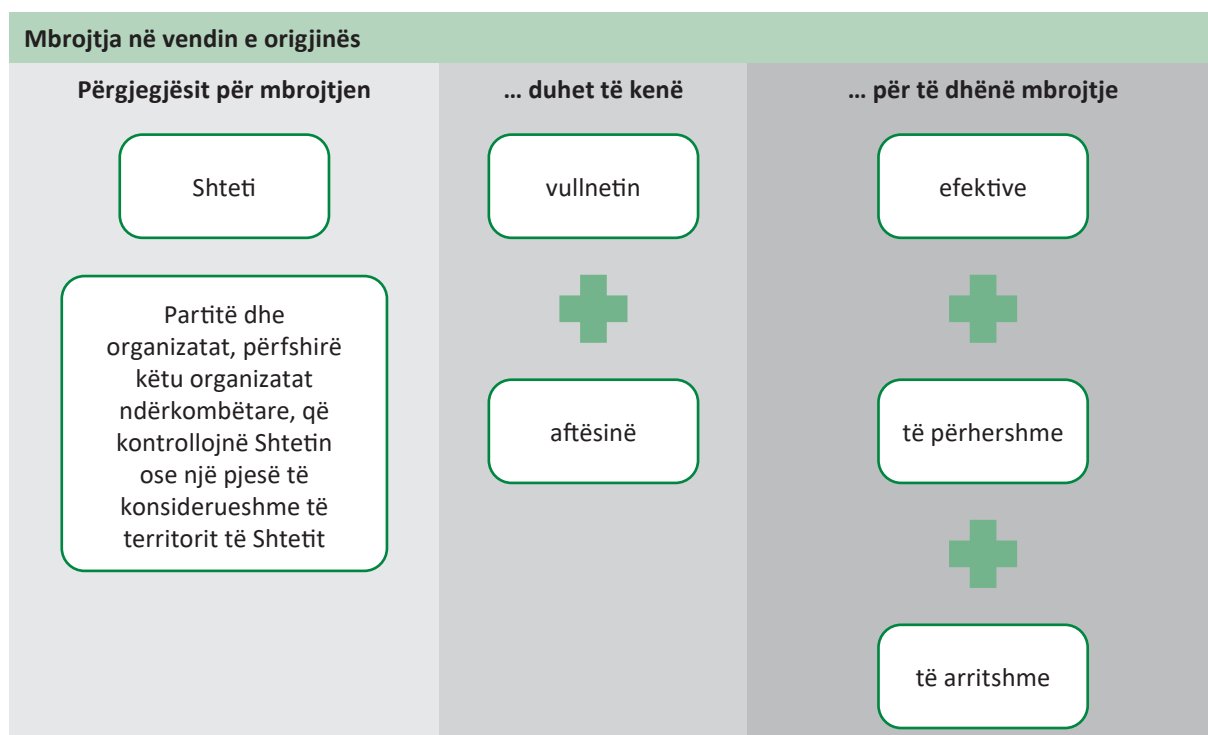 Mbrojtja në vendin e origjinës
Përgjegjësit për mbrojtjen
Shteti
Partitë dhe
organizatat, përfshirë
këtu organizatat
ndërkombëtare, që
kontrollojnë Shtetin
ose një pjesë të
konsiderueshme të
territorit të Shtetit
... duhet të kenë
vullnetin
aftësinë
... për të dhënë mbrojtje
efektive
të përhershme
të arritshme